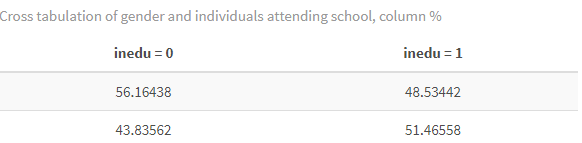 Cross tabulation of gender and individuals attending school, column %
inedu = 0 inedu = 1
56.16438 48.53442
43.83562 51.46558